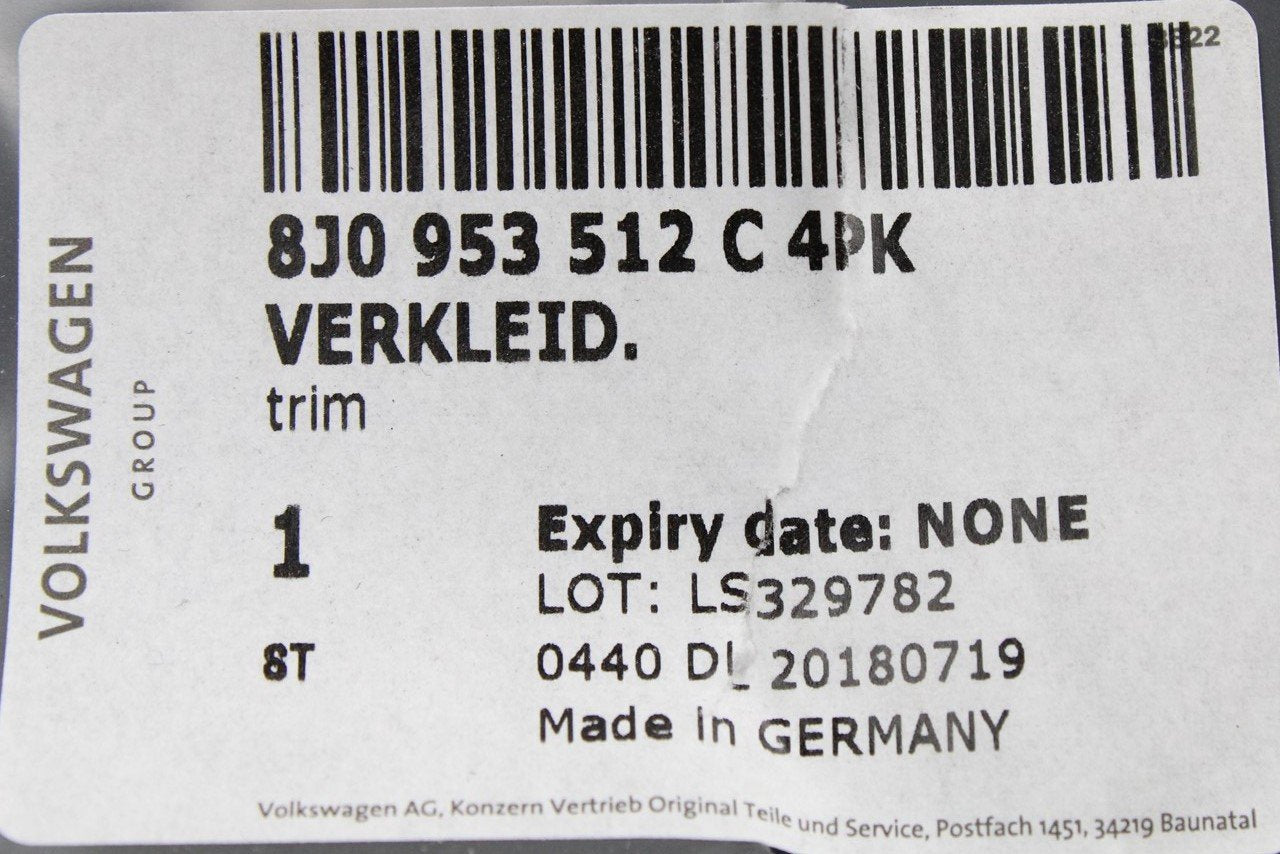 8J0 953 512 C 4PK
VERKLEID.
trim
VOLKSWAGEN
GROUP
1
ST
Expiry date: NONE
LOT: LS329782
0440 DL 20180719
Made in GERMANY
Volkswagen AG, Konzern Vertrieb Original Teile und Service, Postfach 1451, 34219 Baunatal